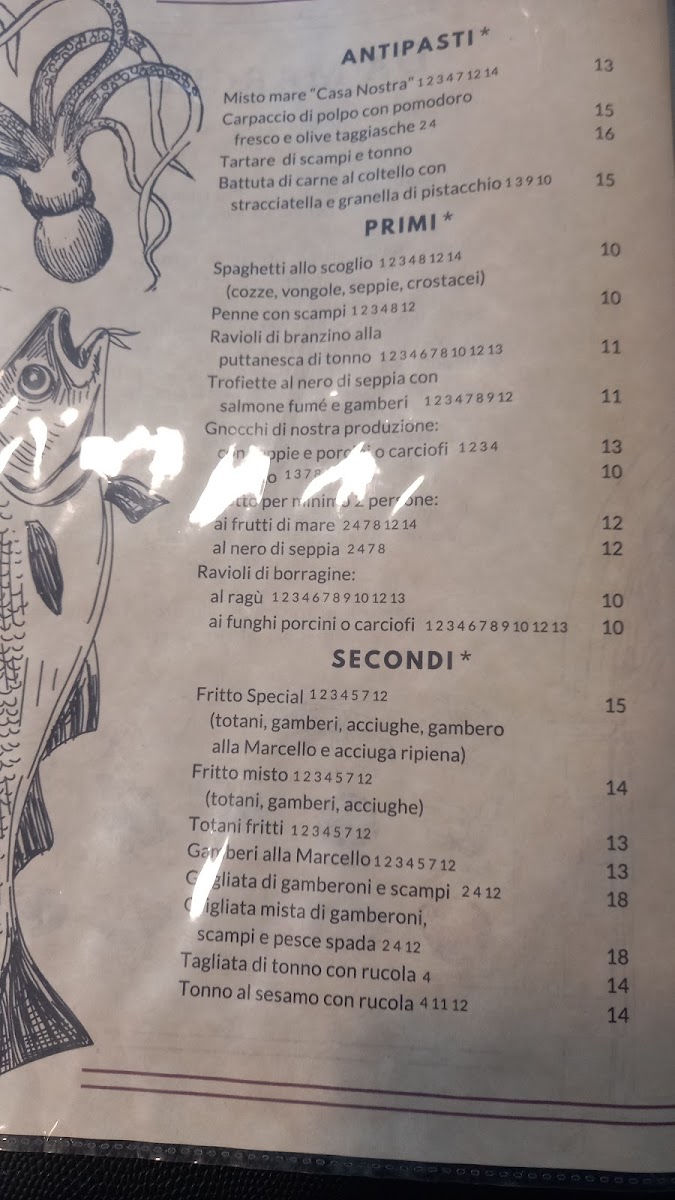 ANTIPASTI*
Misto mare "Casa Nostra" 1 2 3 4 7 12 14 13
Carpaccio di polpo con pomodoro
fresco e olive taggiasche 2 4 15
Tartare di scampi e tonno 16
Battuta di carne al coltello con
stracciatella e granella di pistacchio 1 3 9 10 15
PRIMI*
Spaghetti allo scoglio 1 2 3 4 8 12 14 10
(cozze, vongole, seppie, crostacei)
Penne con scampi 1 2 3 4 8 12 10
Ravioli di branzino alla
puttanesca di tonno 1 2 3 4 6 7 8 10 12 13 11
Trofiette al nero di seppia con
salmone fumé e gamberi 1 2 3 4 7 8 9 12 11
Gnocchi di nostra produzione:
o carciofi 1 2 3 4 13
1 3 7 10
per minimo 2 persone:
ai frutti di mare 2 4 7 8 12 14 12
al nero di seppia 2 4 7 8 12
Ravioli di borragine:
al ragù 1 2 3 4 6 7 8 9 10 12 13 10
ai funghi porcini o carciofi 1 2 3 4 6 7 8 9 10 12 13 10
SECONDI*
Fritto Special 1 2 3 4 5 7 12 15
(totani, gamberi, acciughe, gambero
alla Marcello e acciuga ripiena)
Fritto misto 1 2 3 4 5 7 12 14
(totani, gamberi, acciughe)
Totani fritti 1 2 3 4 5 7 12 13
Gamberi alla Marcello 1 2 3 4 5 7 12 13
Grigliata di gamberoni e scampi 2 4 12 18
Grigliata mista di gamberoni,
scampi e pesce spada 2 4 12 18
Tagliata di tonno con rucola 4 14
Tonno al sesamo con rucola 4 11 12 14